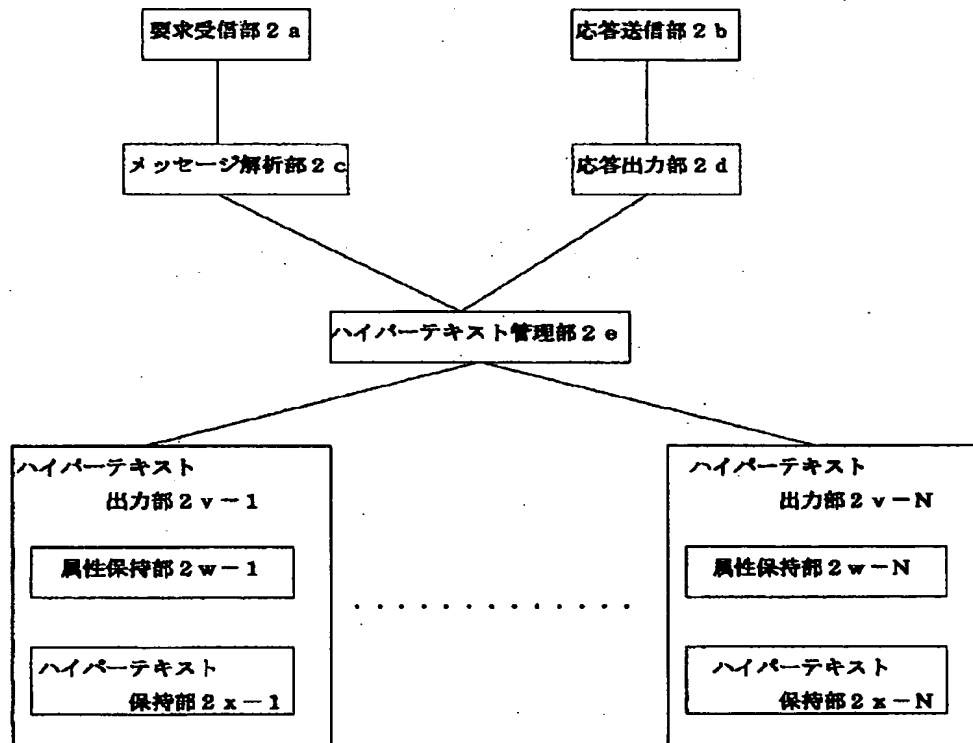 要求受信部２ａ
応答送信部２ｂ
メッセージ解析部２ｃ
応答出力部２ｄ
ハイパーテキスト管理部２ｅ
ハイパーテキスト
出力部２ｖ－１
属性保持部２ｗ－１
ハイパーテキスト
保持部２ｘ－１
ハイパーテキスト
出力部２ｖ－Ｎ
属性保持部２ｗ－Ｎ
ハイパーテキスト
保持部２ｘ－Ｎ